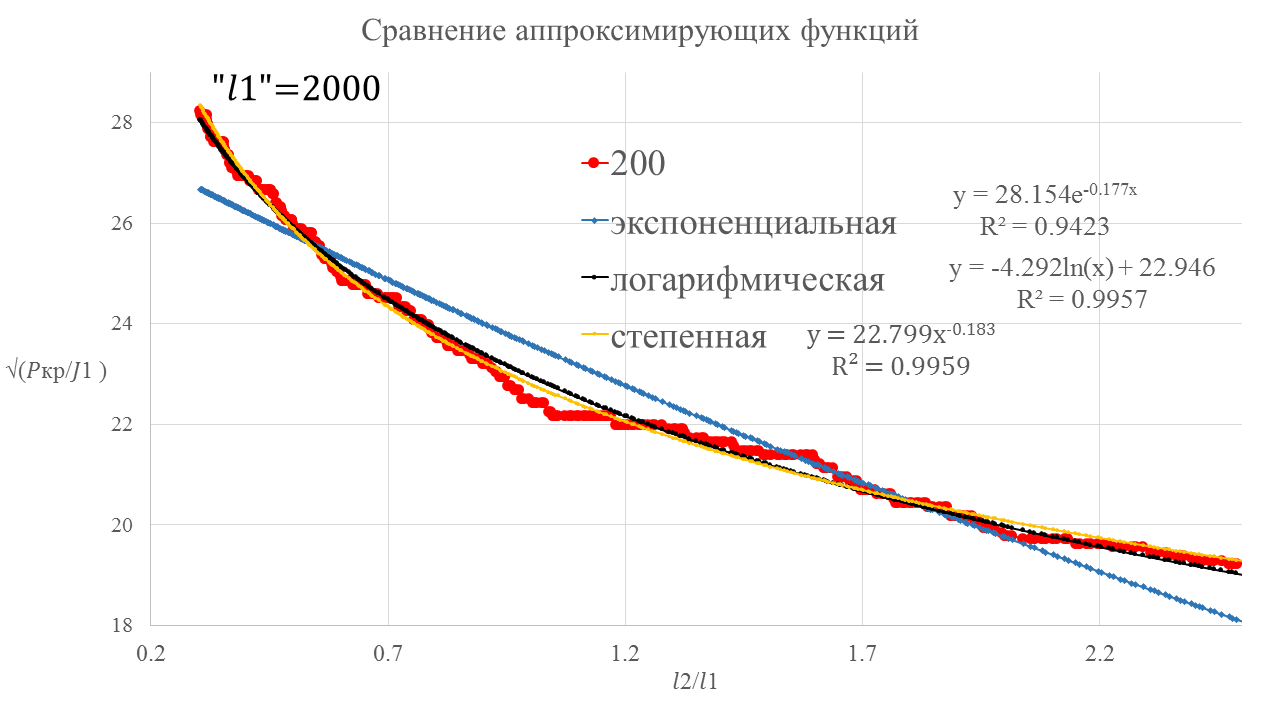 Сравнение аппроксимирующих функций
"l1"=2000
28
26
24
22
20
18
√(Pкр/J1 )
200
экспоненциальная
y = 28.154e-0.177x
R² = 0.9423
логарифмическая
y = -4.292ln(x) + 22.946
R² = 0.9957
степенная
y = 22.799x-0.183
R² = 0.9959
0.2 0.7 1.2 1.7 2.2
l2/l1